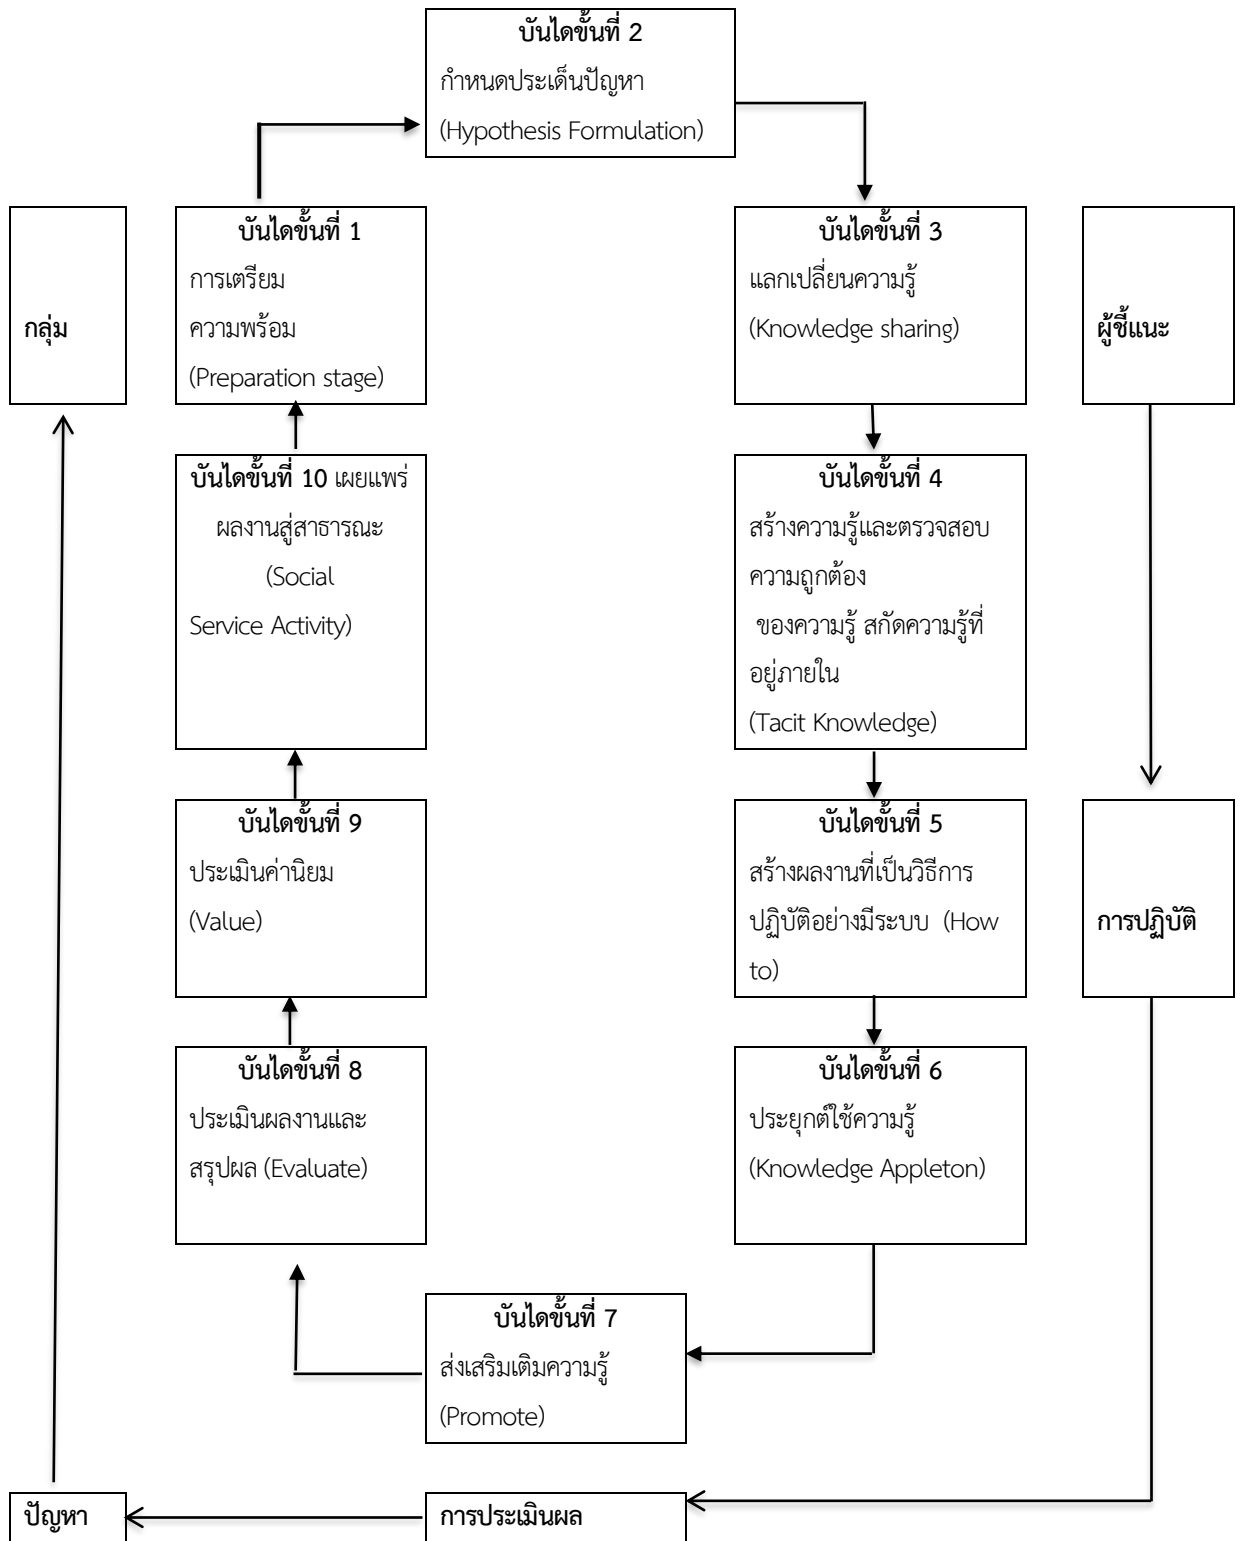 บันไดขั้นที่ 2
กำหนดประเด็นปัญหา
(Hypothesis Formulation)
กลุ่ม
บันไดขั้นที่ 1
การเตรียม
ความพร้อม
(Preparation stage)
บันไดขั้นที่ 3
แลกเปลี่ยนความรู้
(Knowledge sharing)
ผู้ชี้แนะ
บันไดขั้นที่ 10 เผยแพร่
ผลงานสู่สาธารณะ
(Social
Service Activity)
บันไดขั้นที่ 4
สร้างความรู้และตรวจสอบ
ความถูกต้อง
ของความรู้ สกัดความรู้ที่
อยู่ภายใน
(Tacit Knowledge)
บันไดขั้นที่ 9
ประเมินค่านิยม
(Value)
บันไดขั้นที่ 5
สร้างผลงานที่เป็นวิธีการ
ปฏิบัติอย่างมีระบบ (How
to)
การปฏิบัติ
บันไดขั้นที่ 8
ประเมินผลงานและ
สรุปผล (Evaluate)
บันไดขั้นที่ 6
ประยุกต์ใช้ความรู้
(Knowledge Appleton)
บันไดขั้นที่ 7
ส่งเสริมเติมความรู้
(Promote)
ปัญหา
การประเมินผล